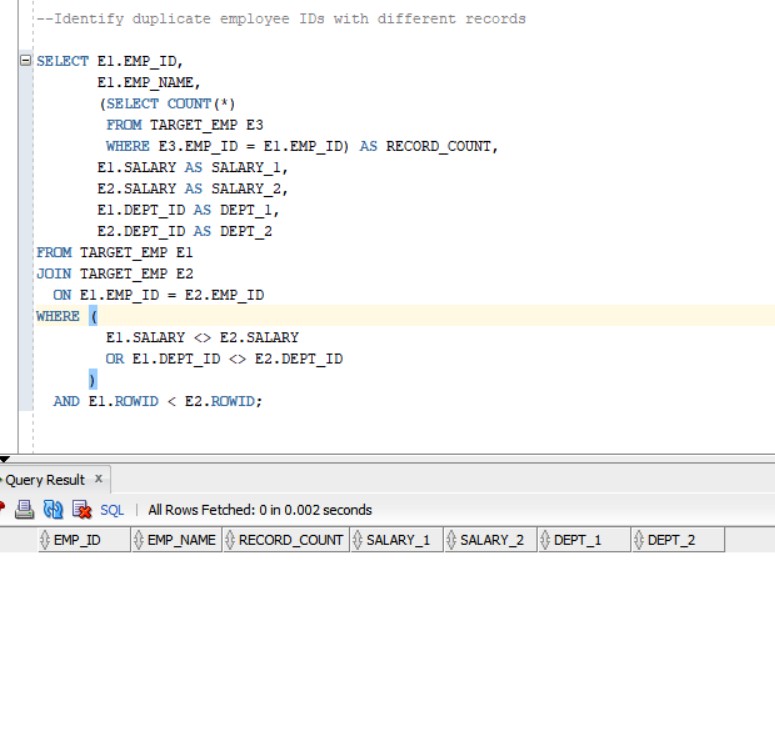 --Identify duplicate employee IDs with different records
SELECT E1.EMP_ID,
E1.EMP_NAME,
(SELECT COUNT(*)
FROM TARGET_EMP E3
WHERE E3.EMP_ID = E1.EMP_ID) AS RECORD_COUNT,
E1.SALARY AS SALARY_1,
E2.SALARY AS SALARY_2,
E1.DEPT_ID AS DEPT_1,
E2.DEPT_ID AS DEPT_2
FROM TARGET_EMP E1
JOIN TARGET_EMP E2
ON E1.EMP_ID = E2.EMP_ID
WHERE (
E1.SALARY <> E2.SALARY
OR E1.DEPT_ID <> E2.DEPT_ID
)
AND E1.ROWID < E2.ROWID;
Query Result x
SQL | All Rows Fetched: 0 in 0.002 seconds
EMP_ID EMP_NAME RECORD_COUNT SALARY_1 SALARY_2 DEPT_1 DEPT_2